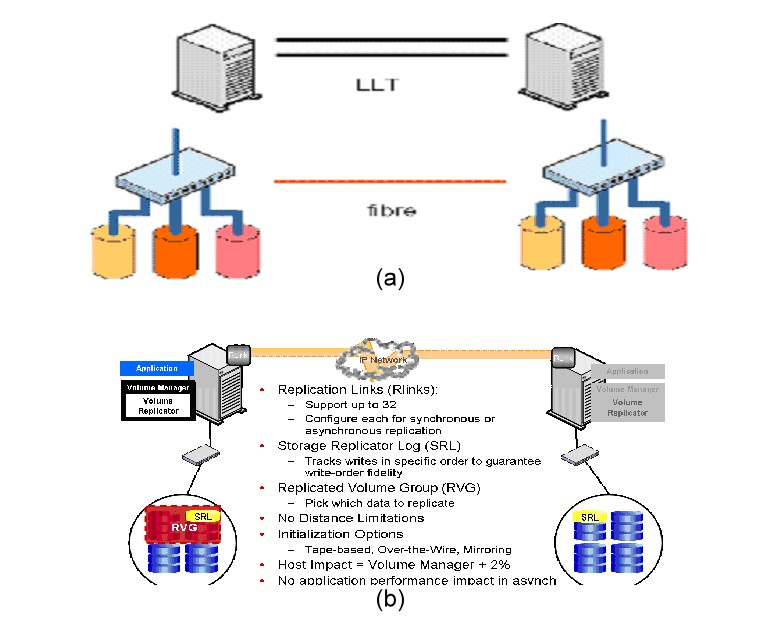 LLT
fibre
(a)
RLink
IP Network
RLink
Application
Volume Manager
Volume
Replicator
Application
Volume Manager
Volume
Replicator
• Replication Links (Rlinks):
– Support up to 32
– Configure each for synchronous or
asynchronous replication
• Storage Replicator Log (SRL)
– Tracks writes in specific order to guarantee
write-order fidelity
• Replicated Volume Group (RVG)
– Pick which data to replicate
• No Distance Limitations
• Initialization Options
– Tape-based, Over-the-Wire, Mirroring
• Host Impact = Volume Manager + 2%
• No application performance impact in asynch
SRL
RVG
SRL
(b)